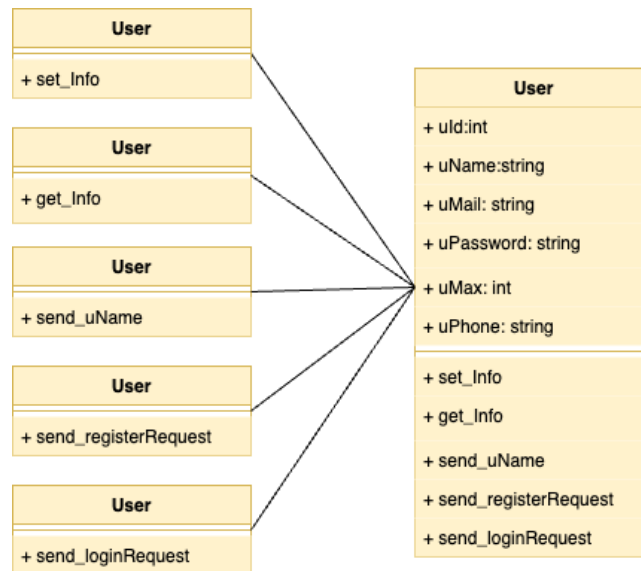 User
+ set_Info
User
+ get_Info
User
+ send_uName
User
+ send_registerRequest
User
+ send_loginRequest
User
+ uId:int
+ uName:string
+ uMail: string
+ uPassword: string
+ uMax: int
+ uPhone: string
+ set_Info
+ get_Info
+ send_uName
+ send_registerRequest
+ send_loginRequest